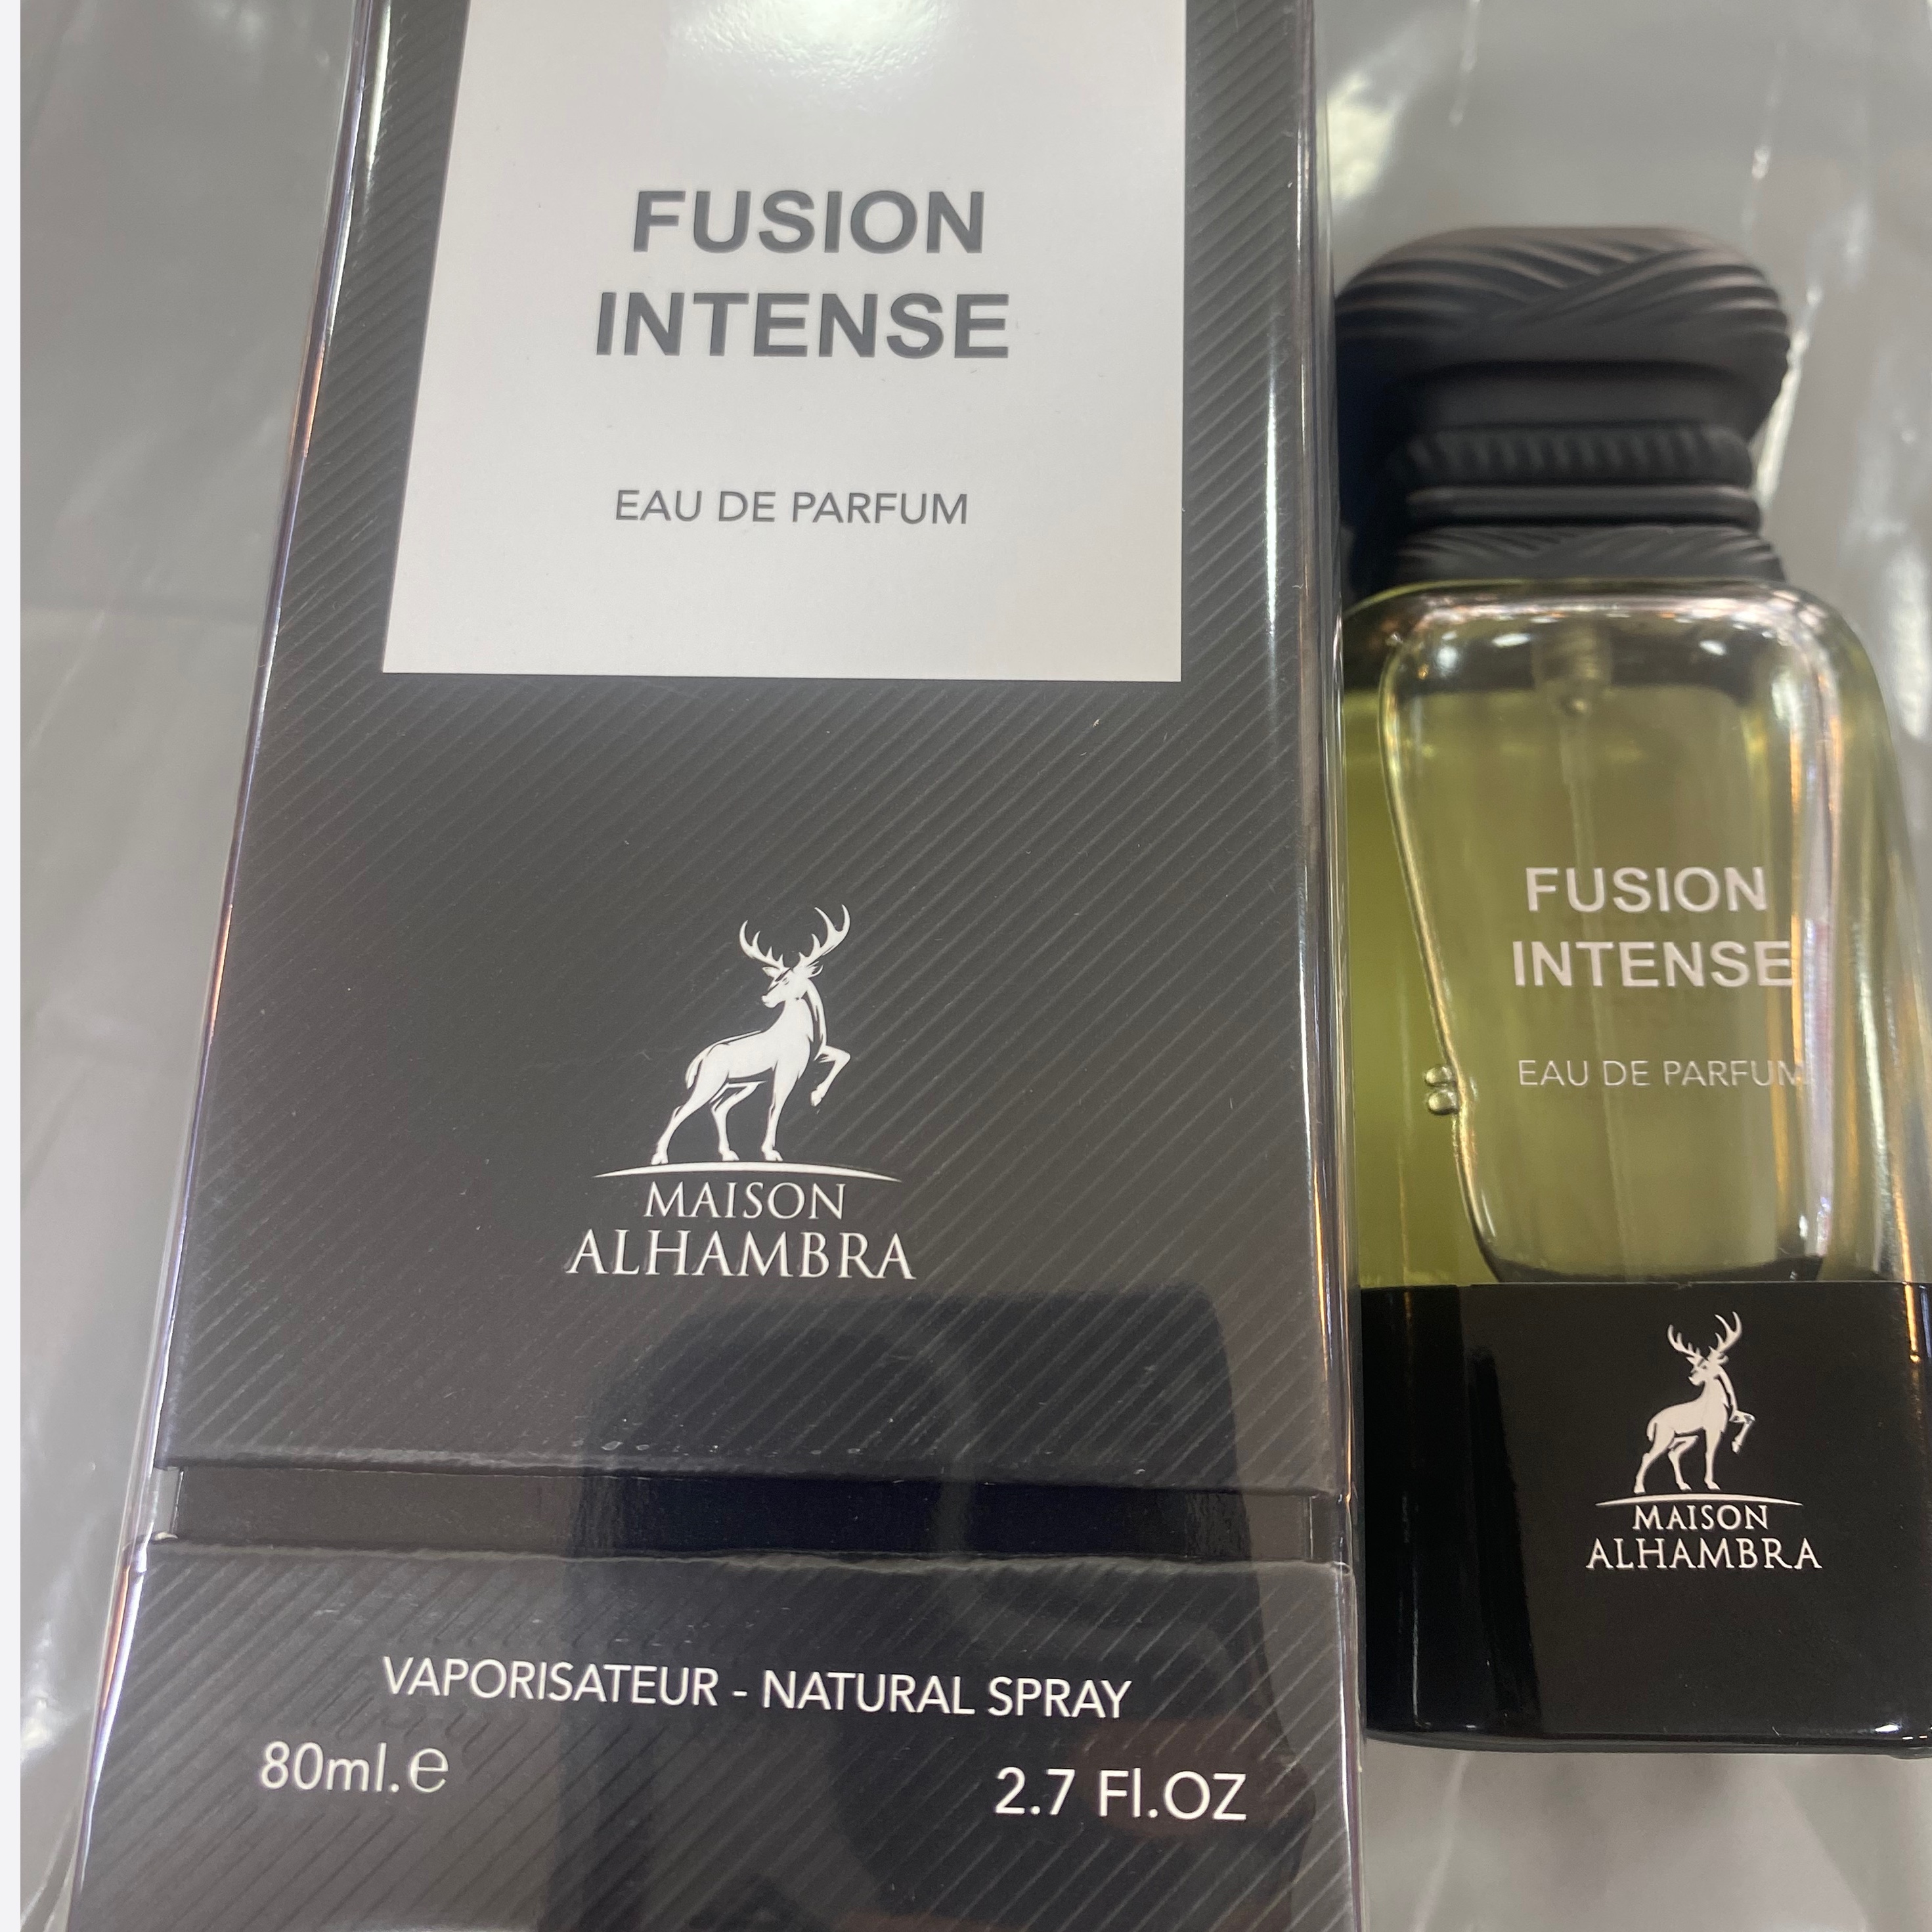 FUSION
INTENSE
EAU DE PARFUM
MAISON
ALHAMBRA
VAPORISATEUR - NATURAL SPRAY
80ml.e
2.7 Fl.OZ
FUSION
INTENSE
EAU DE PARFUM
MAISON
ALHAMBRA